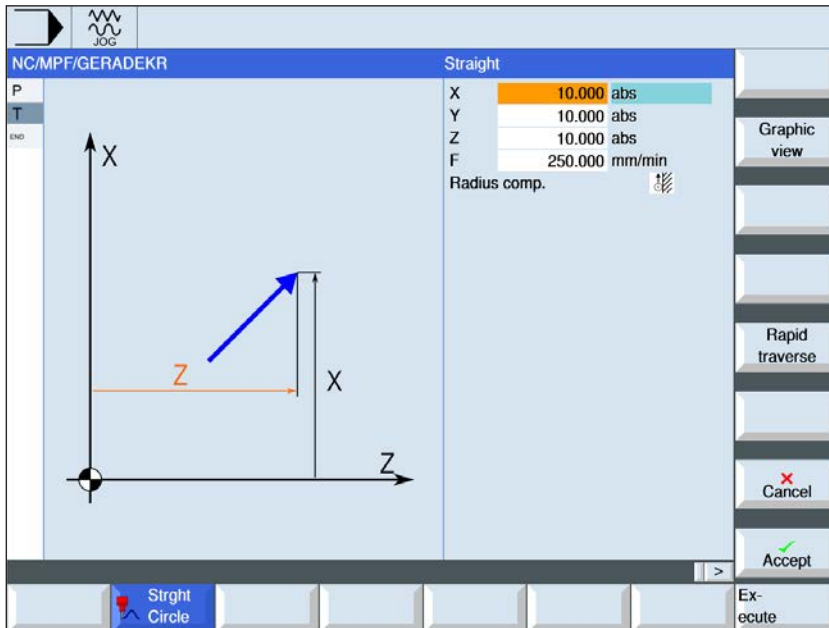 JOG
NC/MPF/GERADEKR
Straight
P
T
END
X 10.000 abs
Y 10.000 abs
Z 10.000 abs
F 250.000 mm/min
Radius comp.
X
Z
X
Z
Graphic
view
Rapid
traverse
Cancel
Accept
>
Strght
Circle
Ex-
ecute